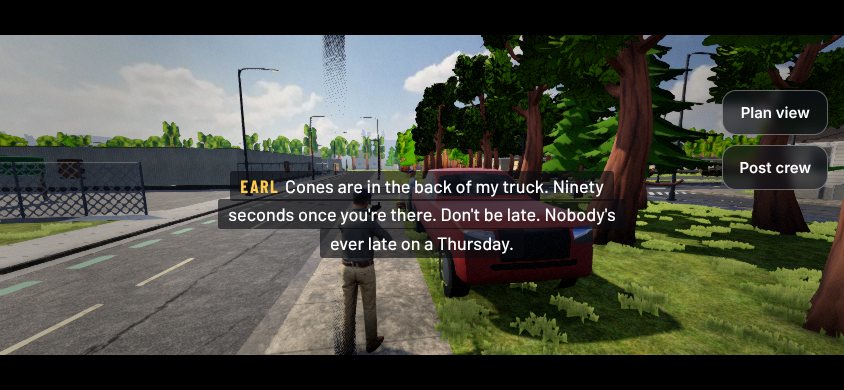 Plan view
Post crew
EARL Cones are in the back of my truck. Ninety
seconds once you're there. Don't be late. Nobody's
ever late on a Thursday.